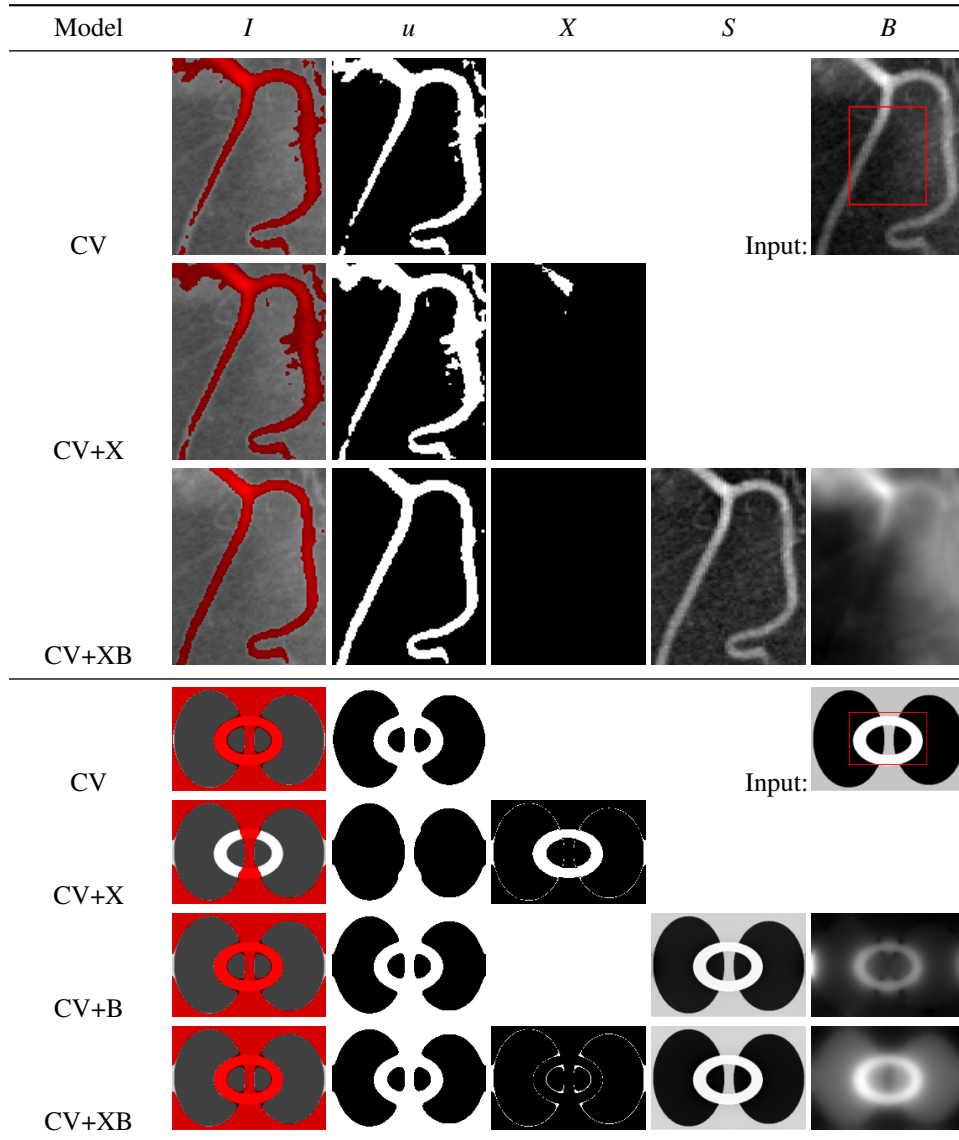 Model I u X S B
CV Input:
CV+X
CV+XB
CV Input:
CV+X
CV+B
CV+XB